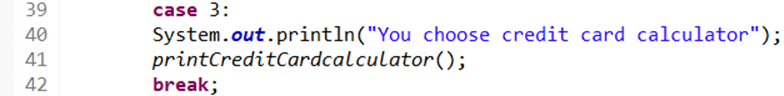 39 case 3:
40 System.out.println("You choose credit card calculator");
41 printCreditCardcalculator();
42 break;